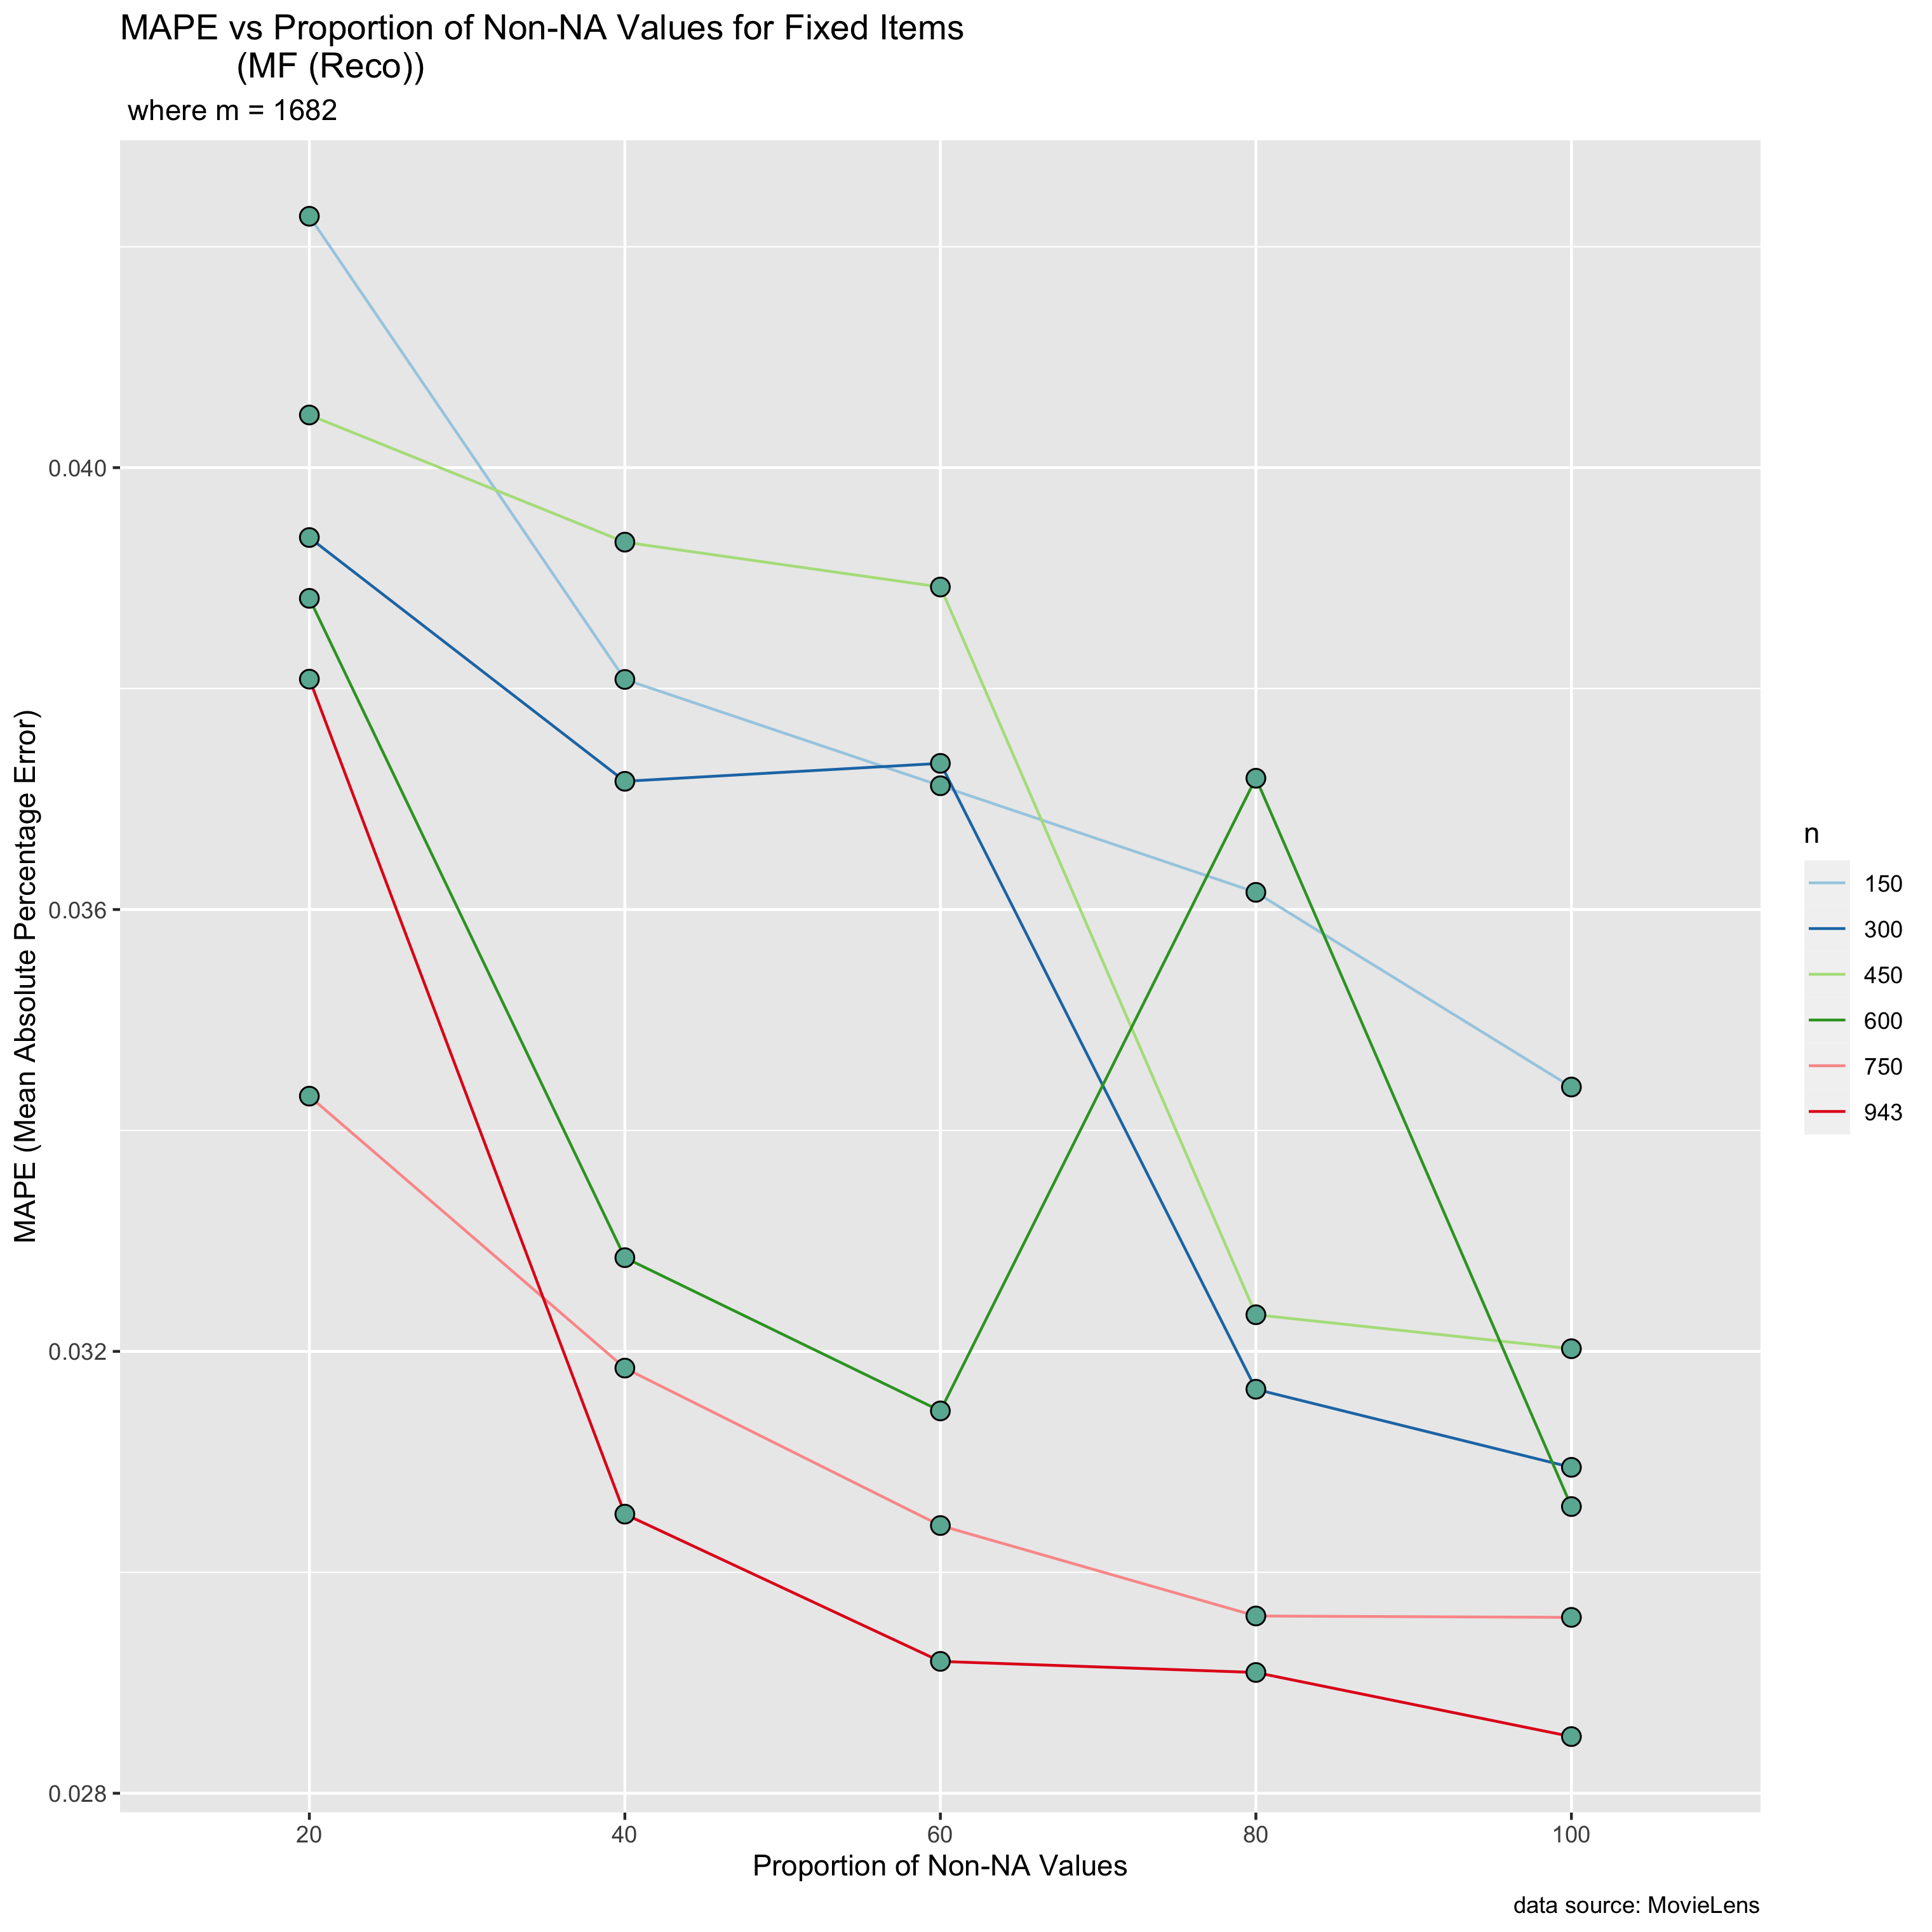 MAPE vs Proportion of Non-NA Values for Fixed Items
(MF (Reco))
where m = 1682
MAPE (Mean Absolute Percentage Error)
0.040
0.036
0.032
0.028
20 40 60 80 100
Proportion of Non-NA Values
n
150
300
450
600
750
943
data source: MovieLens